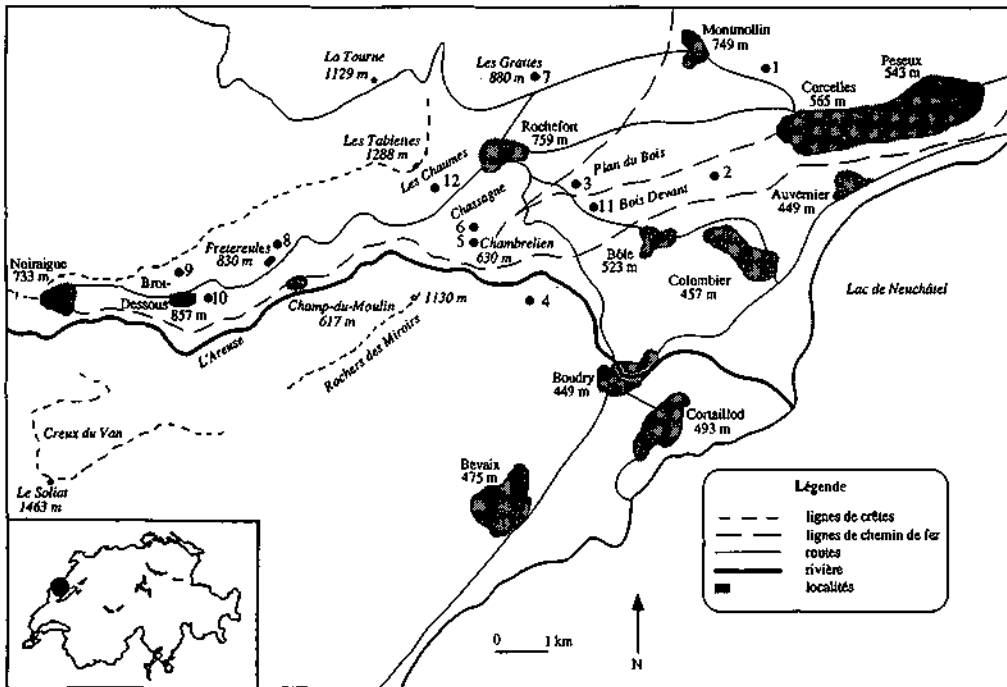 Montmollin
749 m
La Tourne
1129 m
Les Grattes
880 m
7
1
Peseux
543 m
Corcelles
565 m
Rochefort
759 m
Les Tablettes
1288 m
Les Chaumes
12
Plan du Bois
3
2
Chassagne
11
Bois Devant
Auvernier
449 m
6
5
Chambrelien
630 m
8
Fretereules
830 m
Bôle
523 m
Colombier
457 m
Noiraigue
733 m
9
Brot-
Dessous
857 m
10
Champ-du-Moulin
617 m
1130 m
4
Lac de Neuchâtel
L'Areuse
Rochers des Miroirs
Boudry
449 m
Cortaillod
493 m
Creux du Van
Le Soliat
1463 m
Bevaix
475 m
Légende
lignes de crêtes
lignes de chemin de fer
routes
rivière
localités
0 1 km
N